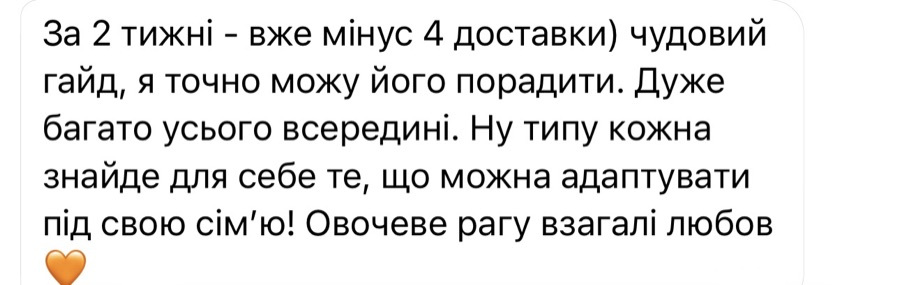 За 2 тижні - вже мінус 4 доставки) чудовий
гайд, я точно можу його порадити. Дуже
багато усього всередині. Ну типу кожна
знайде для себе те, що можна адаптувати
під свою сімʼю! Овочеве рагу взагалі любов
🧡